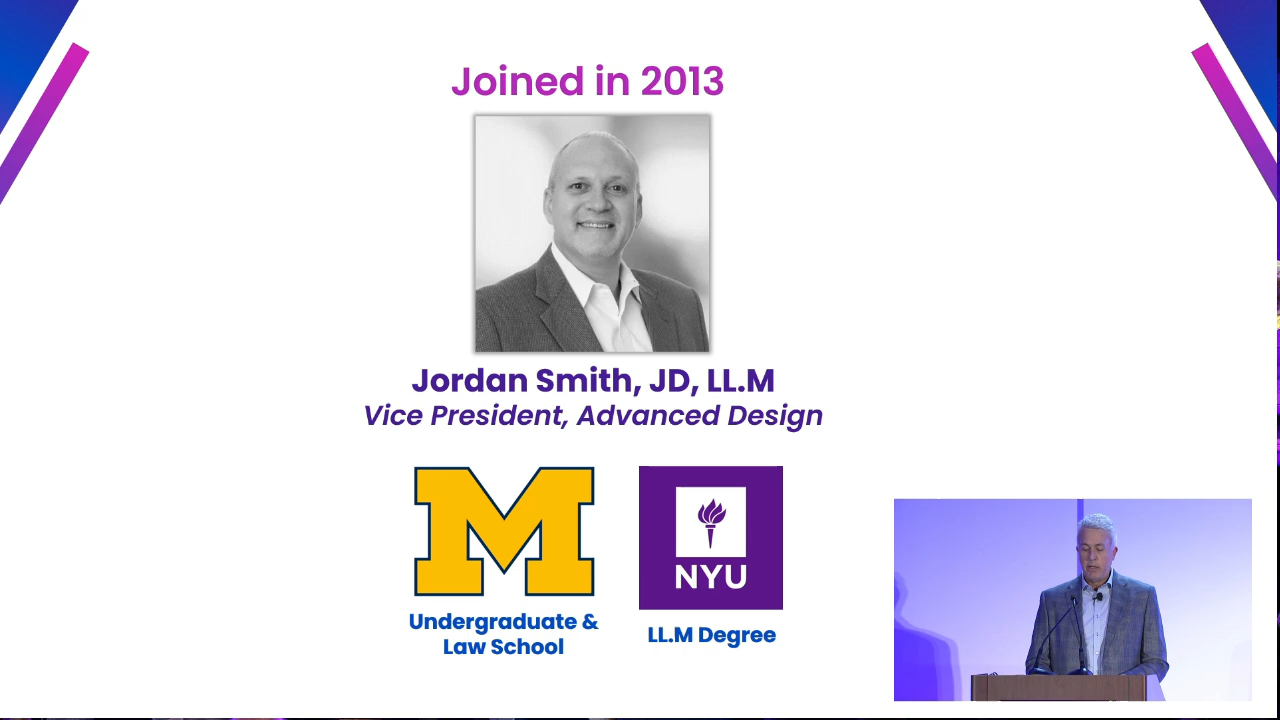 Joined in 2013
Jordan Smith, JD, LL.M
Vice President, Advanced Design
M
NYU
Undergraduate &
Law School
LL.M Degree